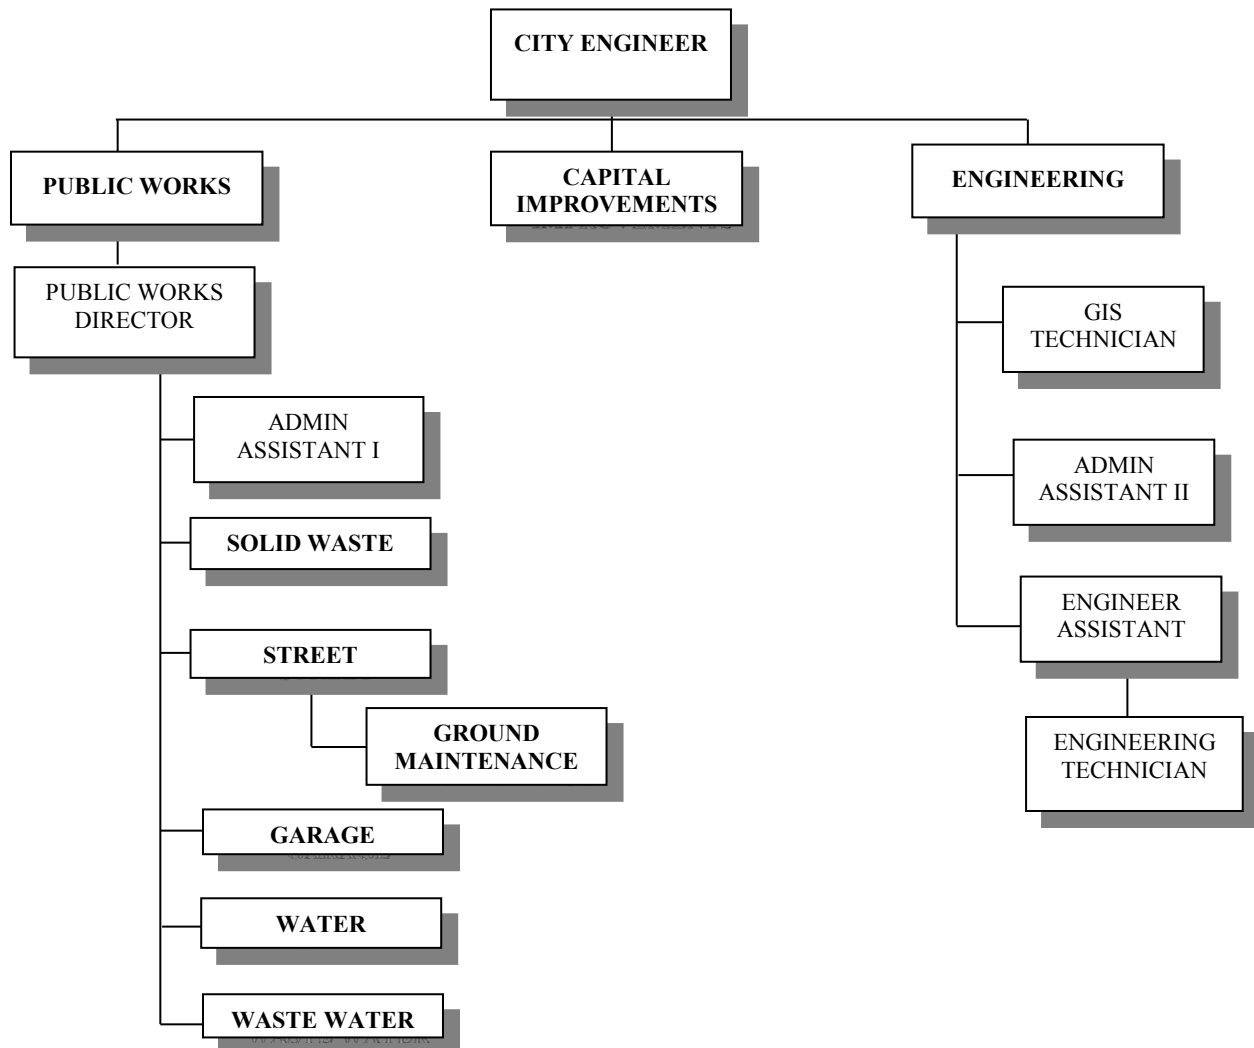 CITY ENGINEER
PUBLIC WORKS
CAPITAL
IMPROVEMENTS
ENGINEERING
PUBLIC WORKS
DIRECTOR
GIS
TECHNICIAN
ADMIN
ASSISTANT I
ADMIN
ASSISTANT II
SOLID WASTE
ENGINEER
ASSISTANT
STREET
GROUND
MAINTENANCE
ENGINEERING
TECHNICIAN
GARAGE
WATER
WASTE WATER